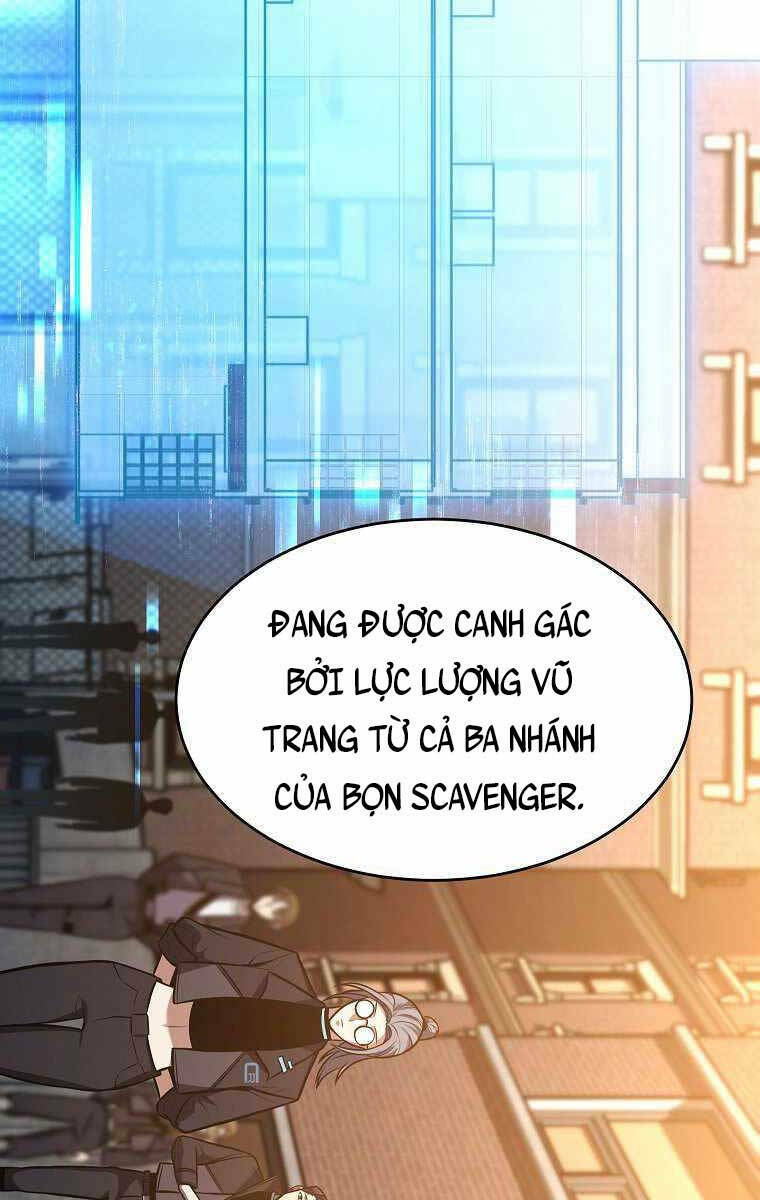 ĐANG ĐƯỢC CANH GÁC
BỞI LỰC LƯỢNG VŨ
TRANG TỪ CẢ BA NHÁNH
CỦA BỌN SCAVENGER.